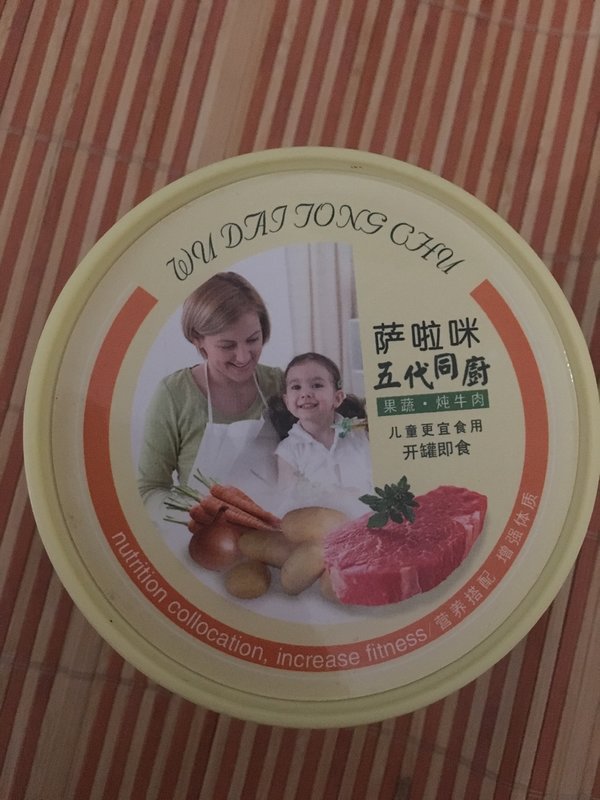 WU DAI TONG CHU
萨啦咪
五代同厨
果蔬·炖牛肉
儿童更宜食用
开罐即食
nutrition collocation, increase fitness/营养搭配 增强体质